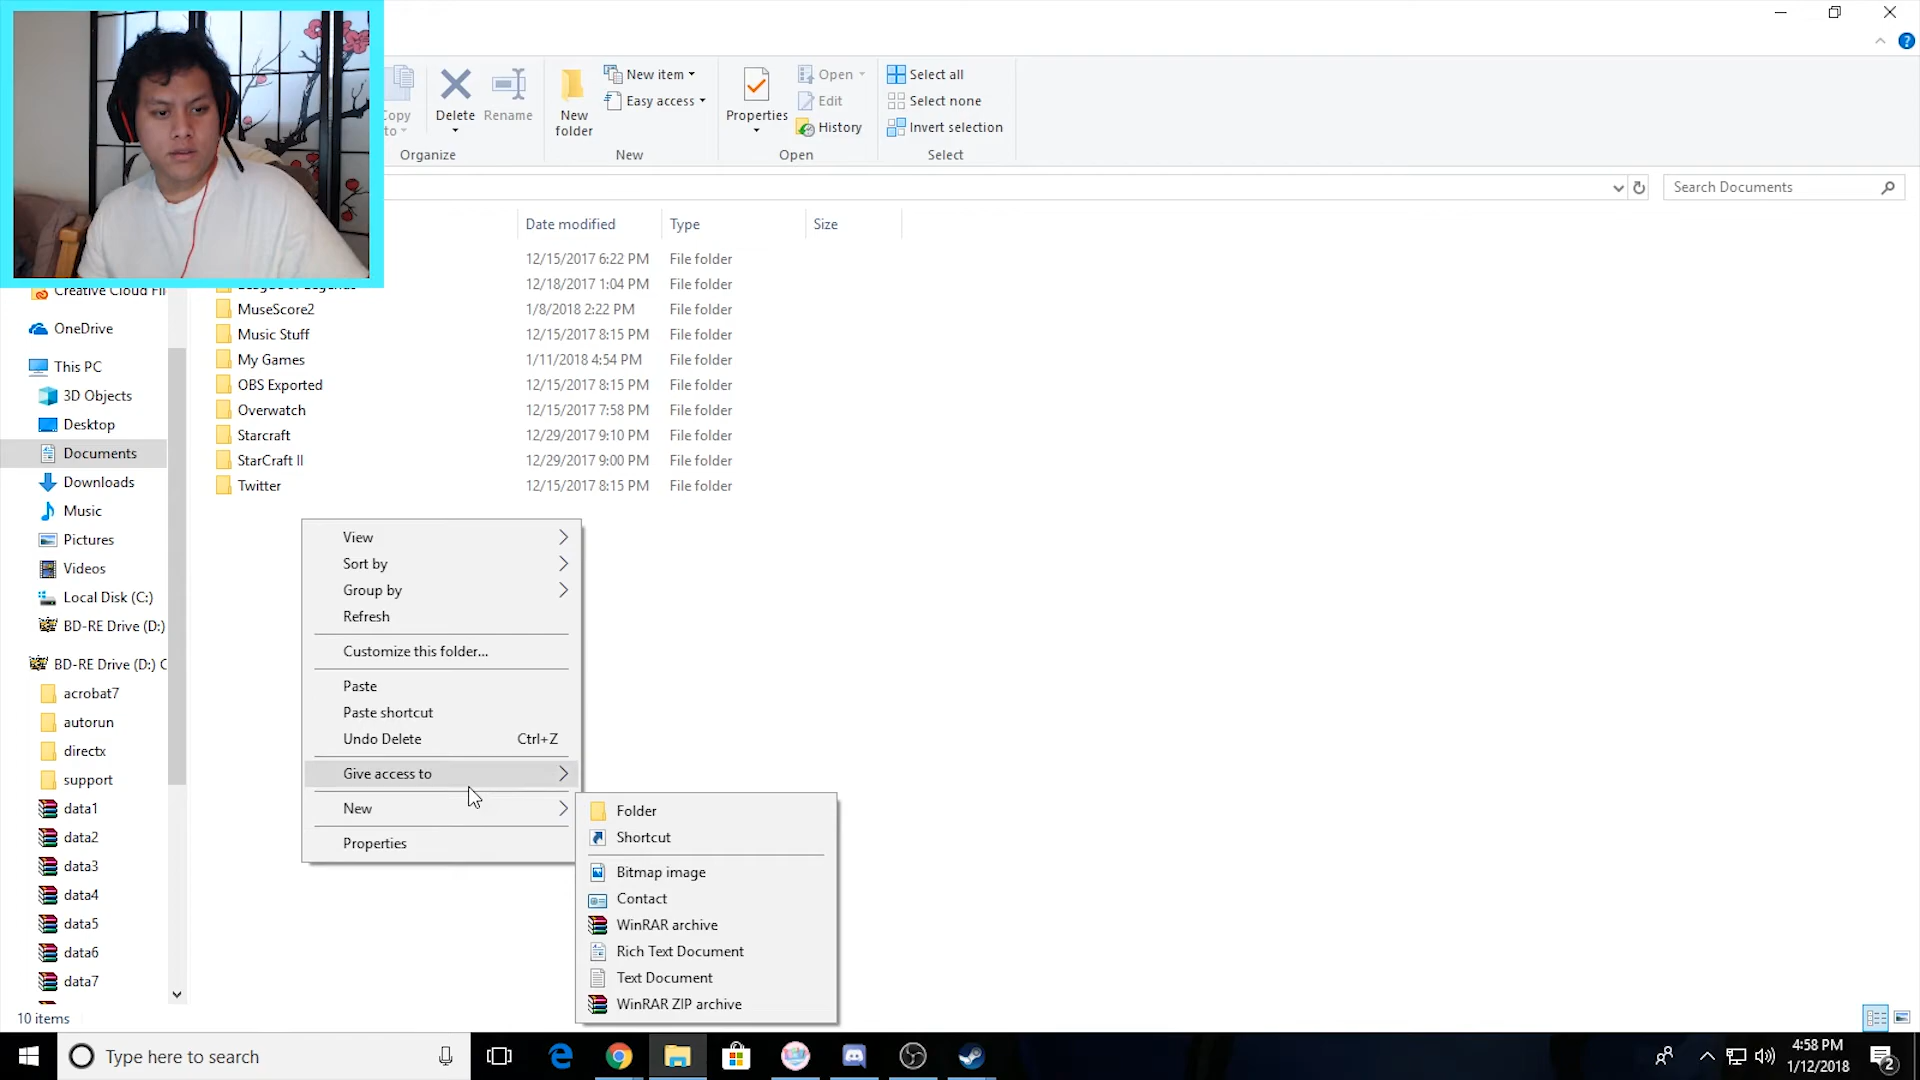 Copy
to
Delete
Rename
Organize
New
folder
New item
Easy access
New
Properties
Open
Edit
History
Open
Select all
Select none
Invert selection
Select
Search Documents
Date modified Type Size
12/15/2017 6:22 PM File folder
League of Legends 12/18/2017 1:04 PM File folder
MuseScore2 1/8/2018 2:22 PM File folder
Music Stuff 12/15/2017 8:15 PM File folder
My Games 1/11/2018 4:54 PM File folder
OBS Exported 12/15/2017 8:15 PM File folder
Overwatch 12/15/2017 7:58 PM File folder
Starcraft 12/29/2017 9:10 PM File folder
StarCraft II 12/29/2017 9:00 PM File folder
Twitter 12/15/2017 8:15 PM File folder
Creative Cloud Fil
OneDrive
This PC
3D Objects
Desktop
Documents
Downloads
Music
Pictures
Videos
Local Disk (C:)
BD-RE Drive (D:)
BD-RE Drive (D:) C
acrobat7
autorun
directx
support
data1
data2
data3
data4
data5
data6
data7
View
Sort by
Group by
Refresh
Customize this folder...
Paste
Paste shortcut
Undo Delete Ctrl+Z
Give access to
New
Properties
Folder
Shortcut
Bitmap image
Contact
WinRAR archive
Rich Text Document
Text Document
WinRAR ZIP archive
10 items
Type here to search
4:58 PM
1/12/2018
2